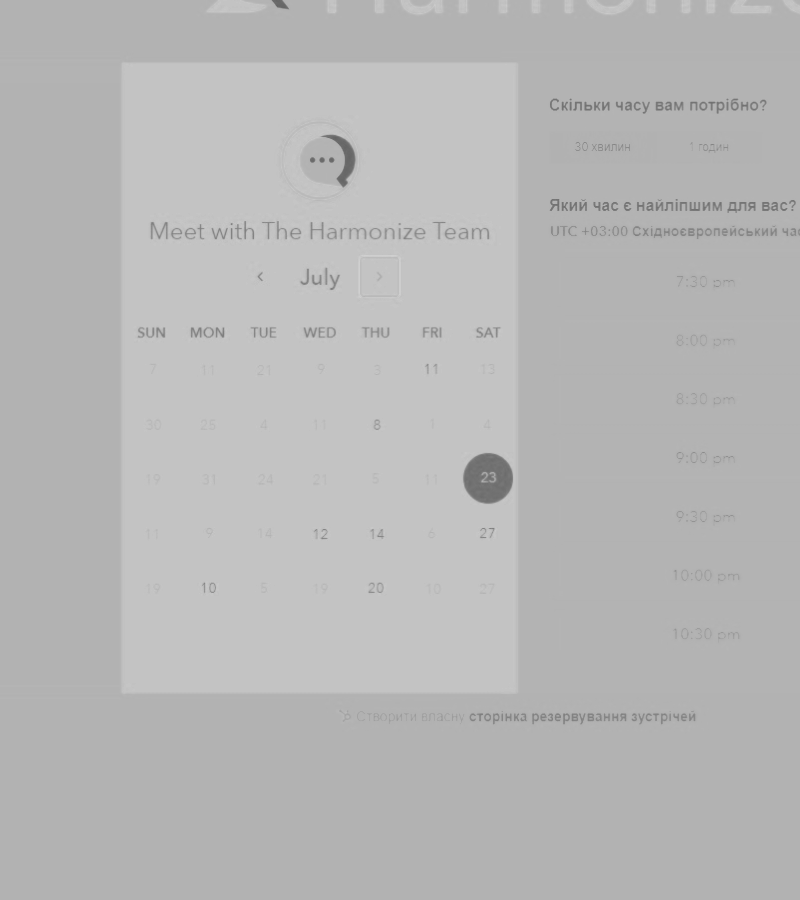 Harmonize
Meet with The Harmonize Team
July
SUN MON TUE WED THU FRI SAT
7 11 21 9 3 11 13
30 25 4 11 8 1 4
19 31 24 21 5 11 23
11 9 14 12 14 6 27
19 10 5 19 20 10 27
Скільки часу вам потрібно?
30 хвилин 1 годин
Який час є найліпшим для вас?
UTC +03:00 Східноєвропейський час
7:30 pm
8:00 pm
8:30 pm
9:00 pm
9:30 pm
10:00 pm
10:30 pm
Створити власну сторінка резервування зустрічей